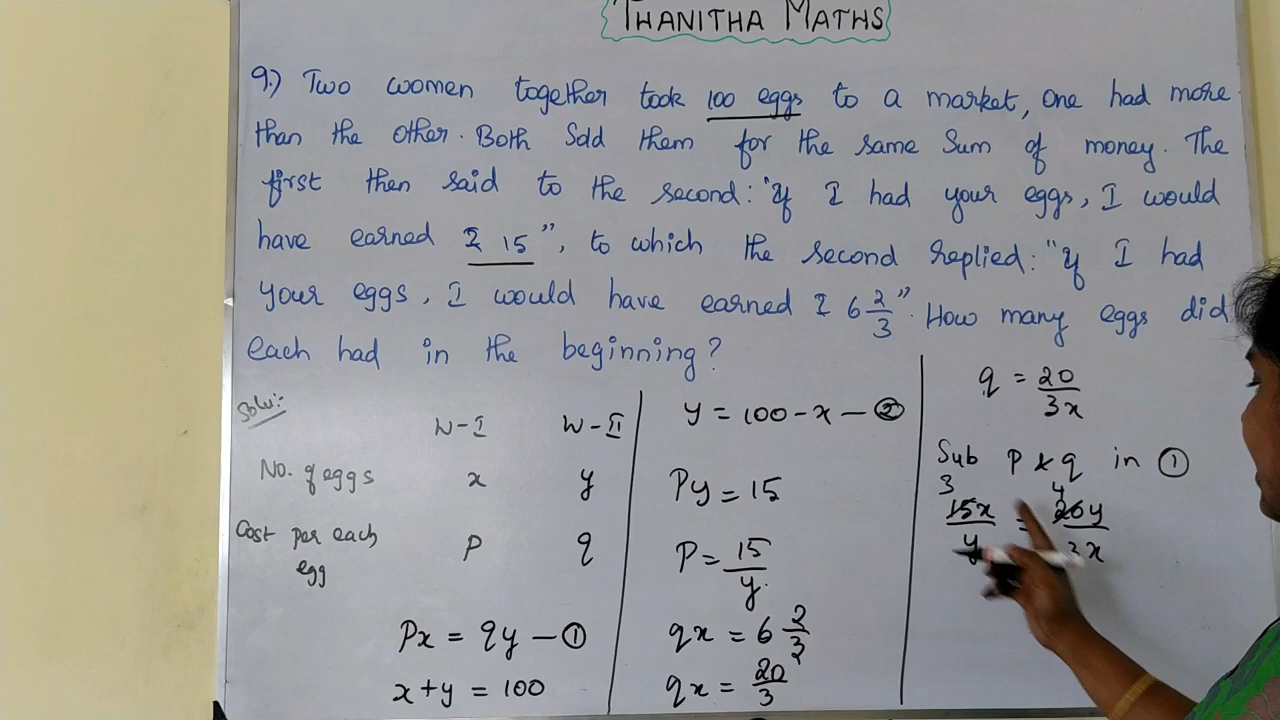 THANITHA MATHS
9.) Two women together took 100 eggs to a market, one had more
than the other. Both Sold them for the same Sum of money. The
first then said to the second: "If I had your eggs, I would
have earned ₹ 15", to which the second replied: "If I had
your eggs, I would have earned ₹ 6 2/3". How many eggs did
each had in the beginning?
Solu:-
W-I W-II
No. of eggs x y
Cost per each egg P q
Px = qy — ①
x+y = 100
y = 100-x — ②
Py = 15
P = 15/y.
qx = 6 2/3
qx = 20/3
q = 20/3x
Sub P & q in ①
3 4
15x/y = 20y/3x